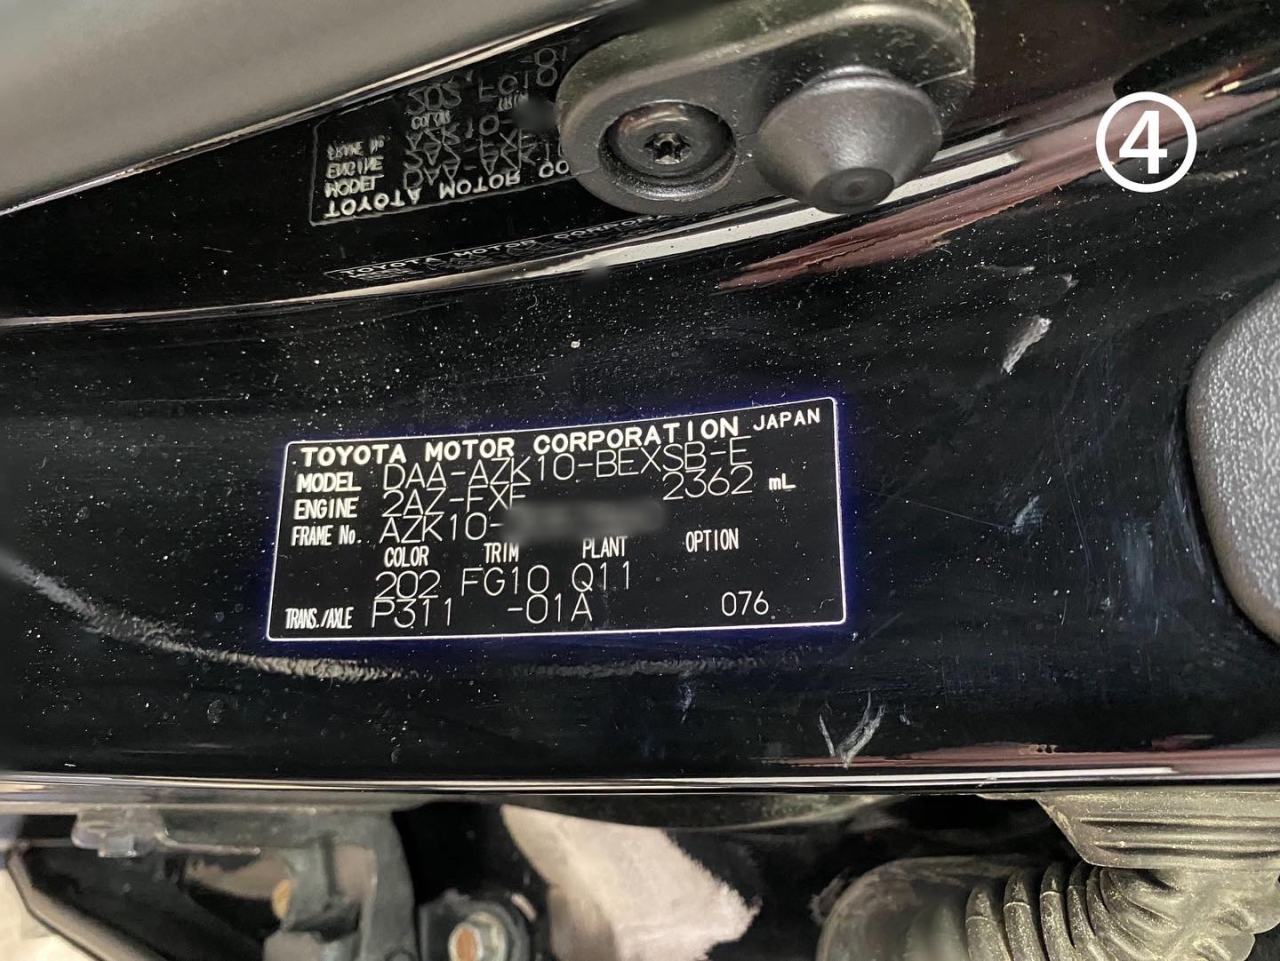 ④
TOYOTA MOTOR CORPORATION JAPAN
MODEL DAA-AZK10-BEXSB-E
ENGINE 2AZ-FXE 2362 mL
FRAME No. AZK10-
COLOR TRIM PLANT OPTION
202 FG10 Q11
TRANS./AXLE P311 -01A 076